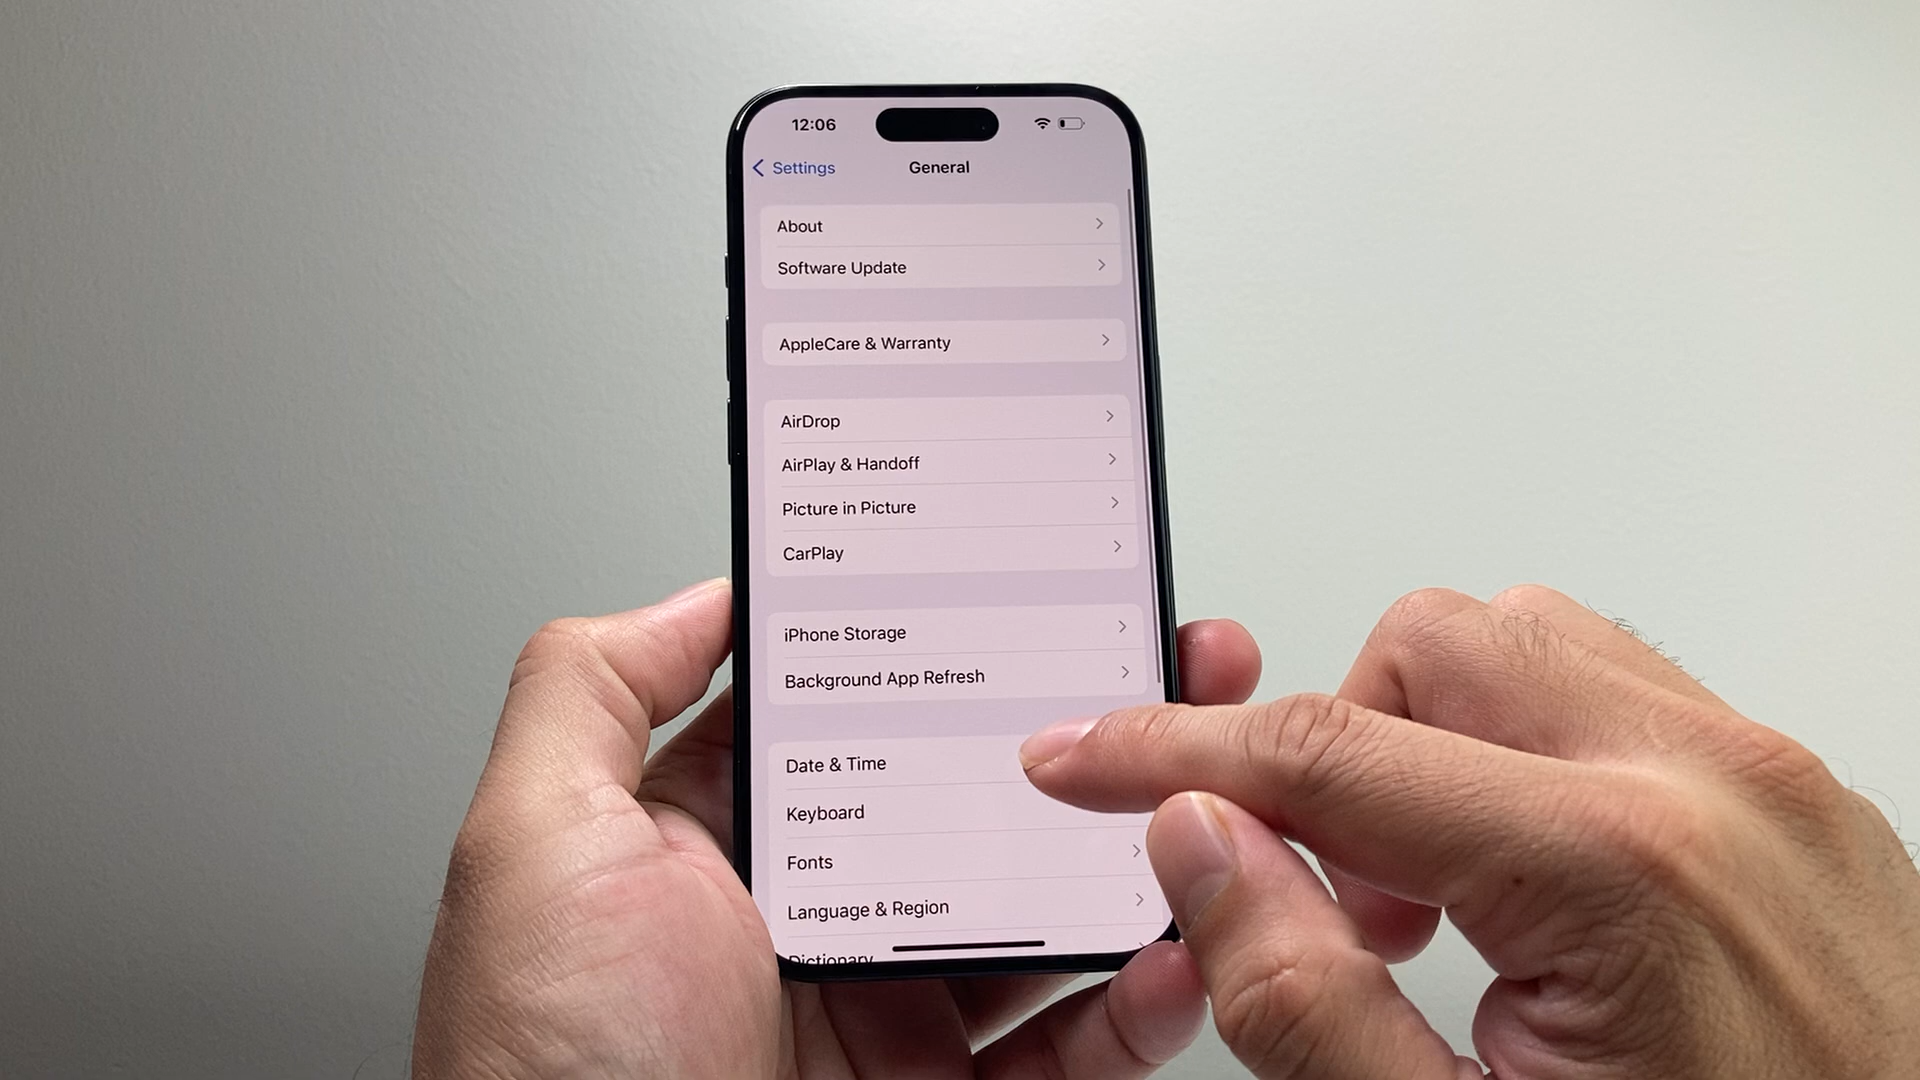 12:06
Settings
General
About
Software Update
AppleCare & Warranty
AirDrop
AirPlay & Handoff
Picture in Picture
CarPlay
iPhone Storage
Background App Refresh
Date & Time
Keyboard
Fonts
Language & Region
Dictionary